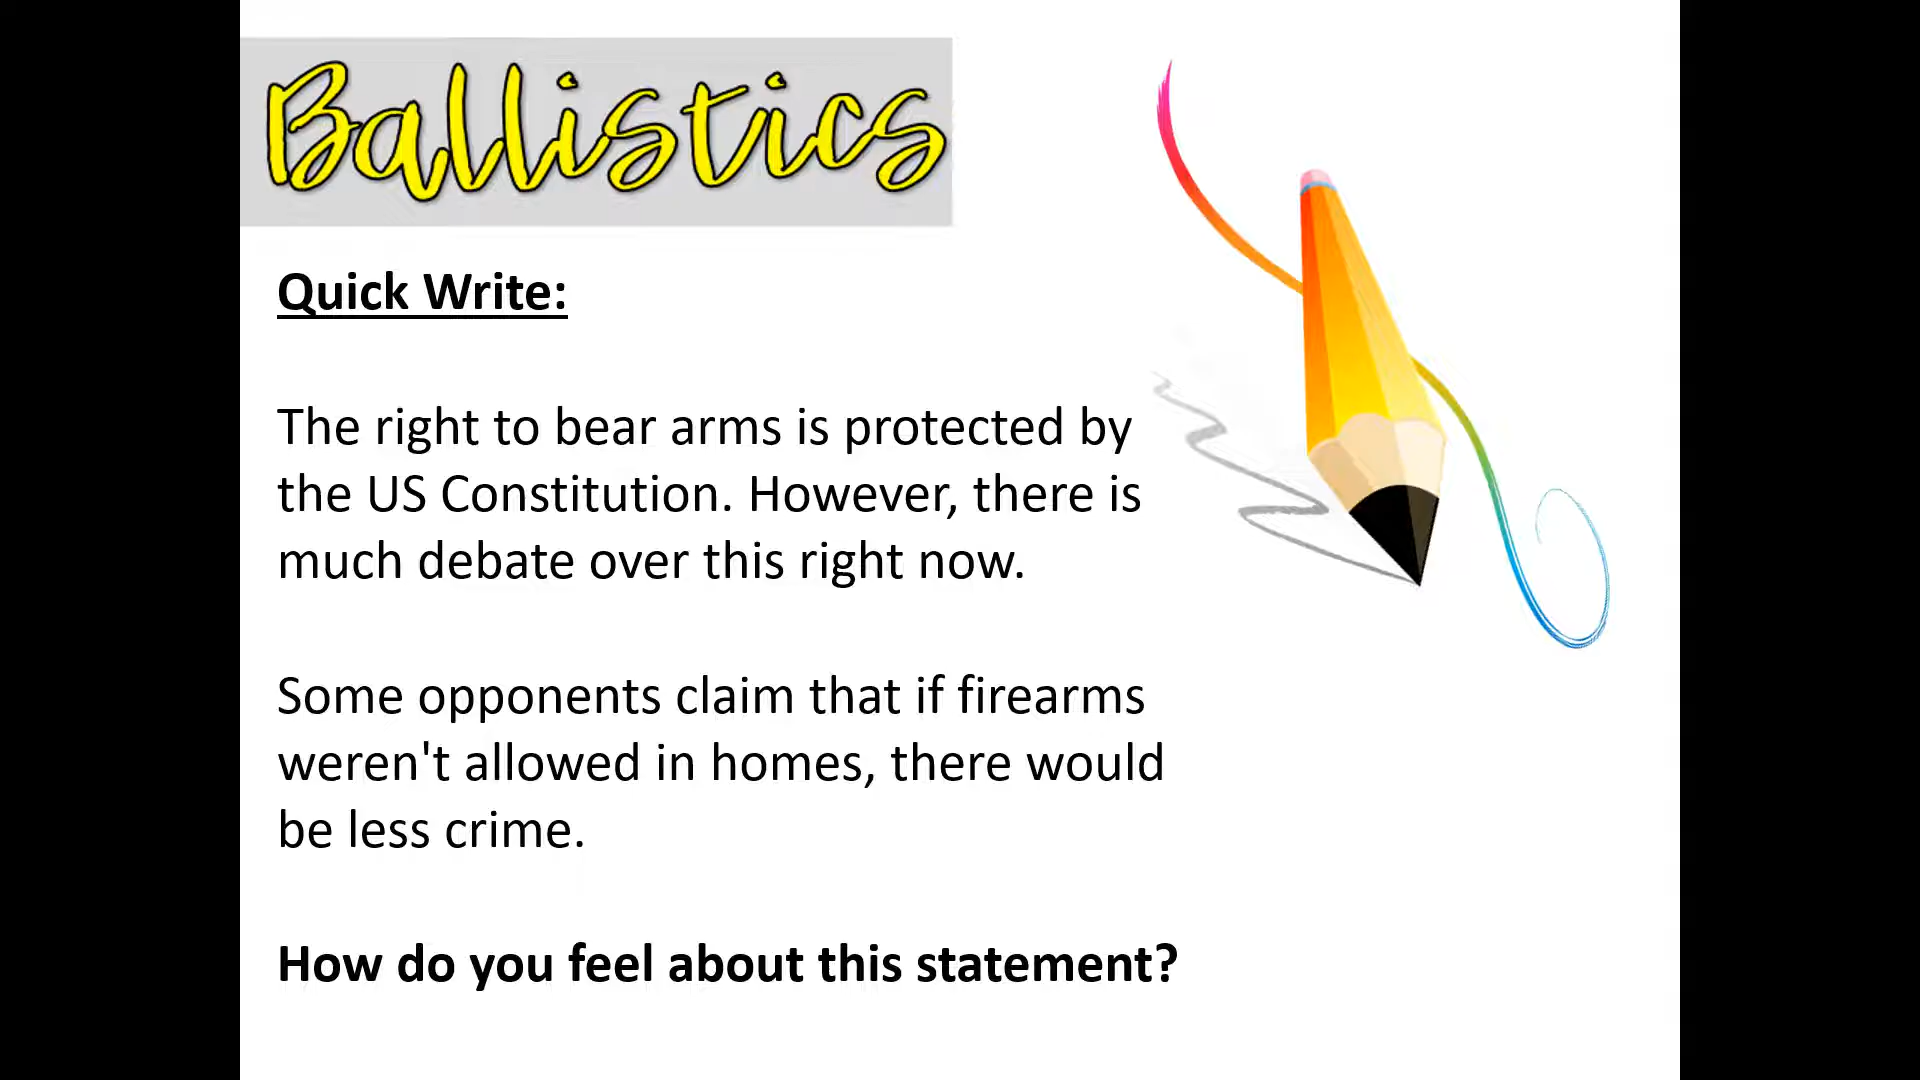 Ballistics
Quick Write:
The right to bear arms is protected by
the US Constitution. However, there is
much debate over this right now.
Some opponents claim that if firearms
weren't allowed in homes, there would
be less crime.
How do you feel about this statement?